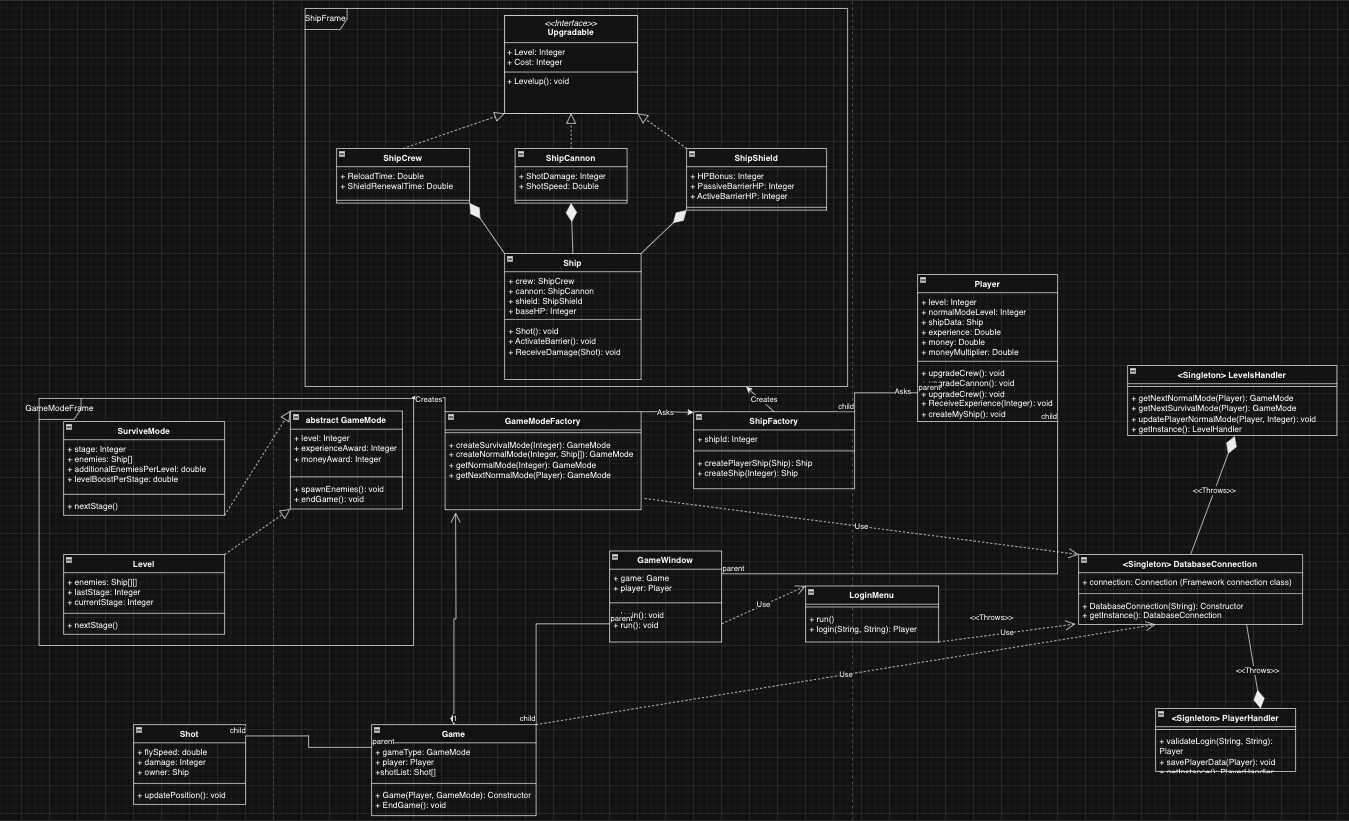 ShipFrame
<<Interface>>
Upgradable
+ Level: Integer
+ Cost: Integer
+ Levelup(): void
ShipCrew
+ ReloadTime: Double
+ ShieldRenewalTime: Double
ShipCannon
+ ShotDamage: Integer
+ ShotSpeed: Double
ShipShield
+ HPBonus: Integer
+ PassiveBarrierHP: Integer
+ ActiveBarrierHP: Integer
Ship
+ crew: ShipCrew
+ cannon: ShipCannon
+ shield: ShipShield
+ baseHP: Integer
+ Shot(): void
+ ActivateBarrier(): void
+ ReceiveDamage(Shot): void
Player
+ level: Integer
+ normalModeLevel: Integer
+ shipData: Ship
+ experience: Double
+ money: Double
+ moneyMultiplier: Double
+ upgradeCrew(): void
upgradeCannon(): void
+ upgradeCrew(): void
+ ReceiveExperience(Integer): void
+ createMyShip(): void
Asks
parent
child
child
<Singleton> LevelsHandler
+ getNextNormalMode(Player): GameMode
+ getNextSurvivalMode(Player): GameMode
+ updatePlayerNormalMode(Player, Integer): void
+ getInstance(): LevelHandler
GameModeFrame
Creates
Creates
SurviveMode
+ stage: Integer
+ enemies: Ship[]
+ additionalEnemiesPerLevel: double
+ levelBoostPerStage: double
+ nextStage()
abstract GameMode
+ level: Integer
+ experienceAward: Integer
+ moneyAward: Integer
+ spawnEnemies(): void
+ endGame(): void
GameModeFactory
+ createSurvivalMode(Integer): GameMode
+ createNormalMode(Integer, Ship[]): GameMode
+ getNormalMode(Integer): GameMode
+ getNextNormalMode(Player): GameMode
Asks
ShipFactory
+ shipId: Integer
+ createPlayerShip(Ship): Ship
+ createShip(Integer): Ship
<<Throws>>
Use
Level
+ enemies: Ship[][]
+ lastStage: Integer
+ currentStage: Integer
+ nextStage()
GameWindow
+ game: Game
+ player: Player
in(): void
+ run(): void
parent
parent
Use
LoginMenu
+ run()
+ login(String, String): Player
<Singleton> DatabaseConnection
+ connection: Connection (Framework connection class)
+ DatabaseConnection(String): Constructor
+ getInstance(): DatabaseConnection
<<Throws>>
Use
Use
<<Throws>>
<Signleton> PlayerHandler
+ validateLogin(String, String):
Player
+ savePlayerData(Player): void
+ getInstance(): PlayerHandler
Shot
child
+ flySpeed: double
+ damage: Integer
+ owner: Ship
+ updatePosition(): void
1
child
Game
parent
+ gameType: GameMode
+ player: Player
+shotList: Shot[]
+ Game(Player, GameMode): Constructor
+ EndGame(): void